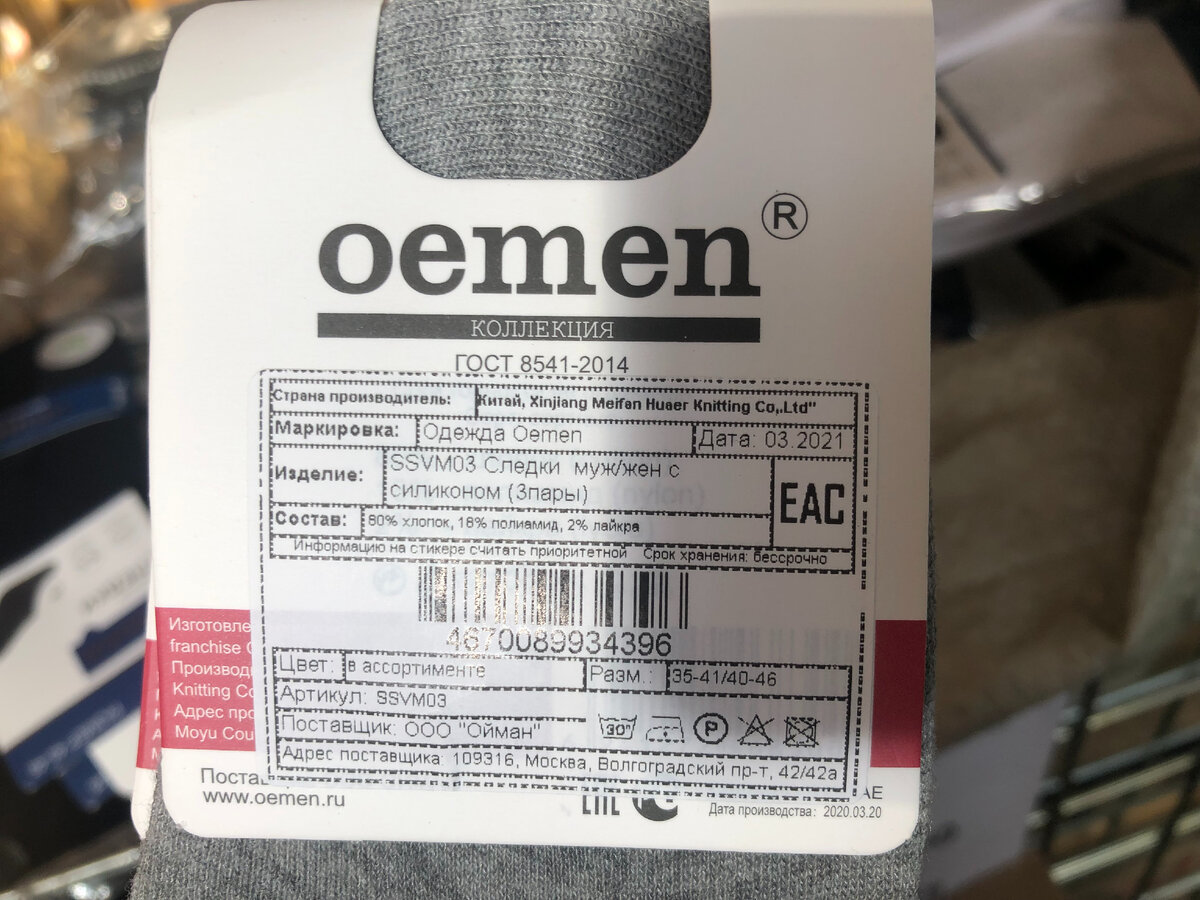 oemen®
КОЛЛЕКЦИЯ
ГОСТ 8541-2014
Страна производитель: Китай, Xinjiang Meifan Huaer Knitting Co,.Ltd"
Маркировка: Одежда Oemen Дата: 03.2021
Изделие: SSVM03 Следки муж/жен с
силиконом (3пары)
EAC
Состав: 80% хлопок, 18% полиамид, 2% лайкра
Информацию на стикере считать приоритетной Срок хранения: бессрочно
4670089934396
Цвет: в ассортименте Разм.: 35-41/40-46
Артикул: SSVM03
Поставщик: ООО "Ойман"
30°
P
Адрес поставщика: 109316, Москва, Волгоградский пр-т, 42/42а
Изготовле
franchise
Производ
Knitting Co
Адрес про
Moyu Cou
Постав
www.oemen.ru
АЕ
Дата производства: 2020.03.20